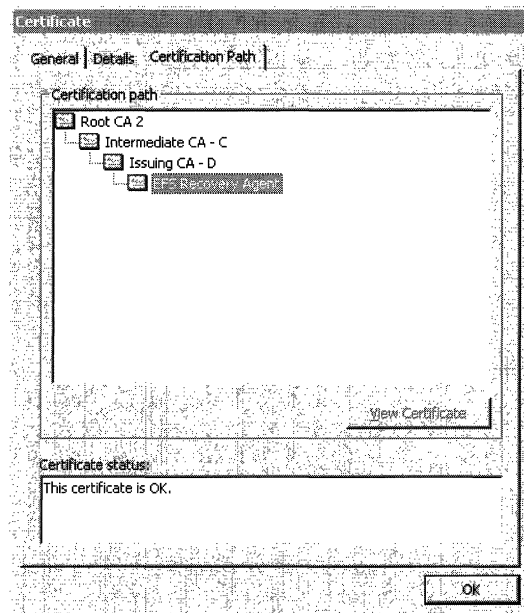 Certificate
General Details Certification Path
Certification path
Root CA 2
Intermediate CA - C
Issuing CA - D
EFS Recovery Agent
View Certificate
Certificate status:
This certificate is OK.
OK